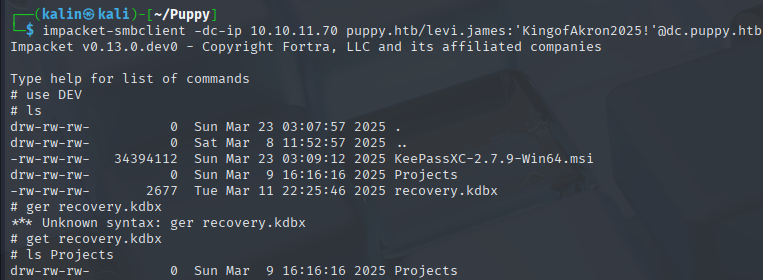 ┌──(kalin㉿kali)-[~/Puppy]
└─$ impacket-smbclient -dc-ip 10.10.11.70 puppy.htb/levi.james:'KingofAkron2025!'@dc.puppy.htb
Impacket v0.13.0.dev0 - Copyright Fortra, LLC and its affiliated companies
Type help for list of commands
# use DEV
# ls
drw-rw-rw-          0  Sun Mar 23 03:07:57 2025 .
drw-rw-rw-          0  Sat Mar  8 11:52:57 2025 ..
-rw-rw-rw-   34394112  Sun Mar 23 03:09:12 2025 KeePassXC-2.7.9-Win64.msi
drw-rw-rw-          0  Sun Mar  9 16:16:16 2025 Projects
-rw-rw-rw-       2677  Tue Mar 11 22:25:46 2025 recovery.kdbx
# ger recovery.kdbx
*** Unknown syntax: ger recovery.kdbx
# get recovery.kdbx
# ls Projects
drw-rw-rw-          0  Sun Mar  9 16:16:16 2025 Projects